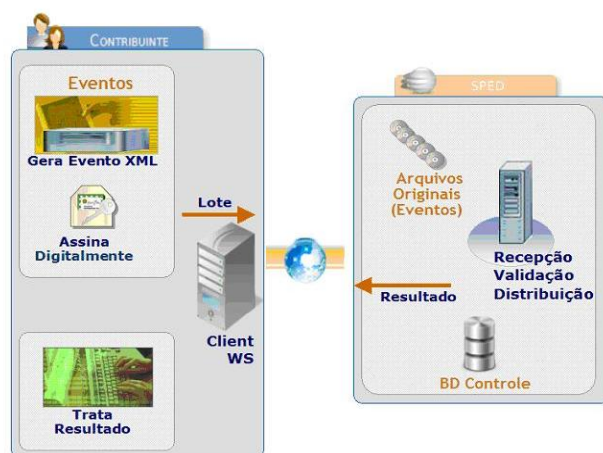 CONTRIBUINTE
Eventos
Gera Evento XML
Assina
Digitalmente
Lote
Client
WS
Trata
Resultado
SPED
Arquivos
Originais
(Eventos)
Recepção
Validação
Distribuição
Resultado
BD Controle